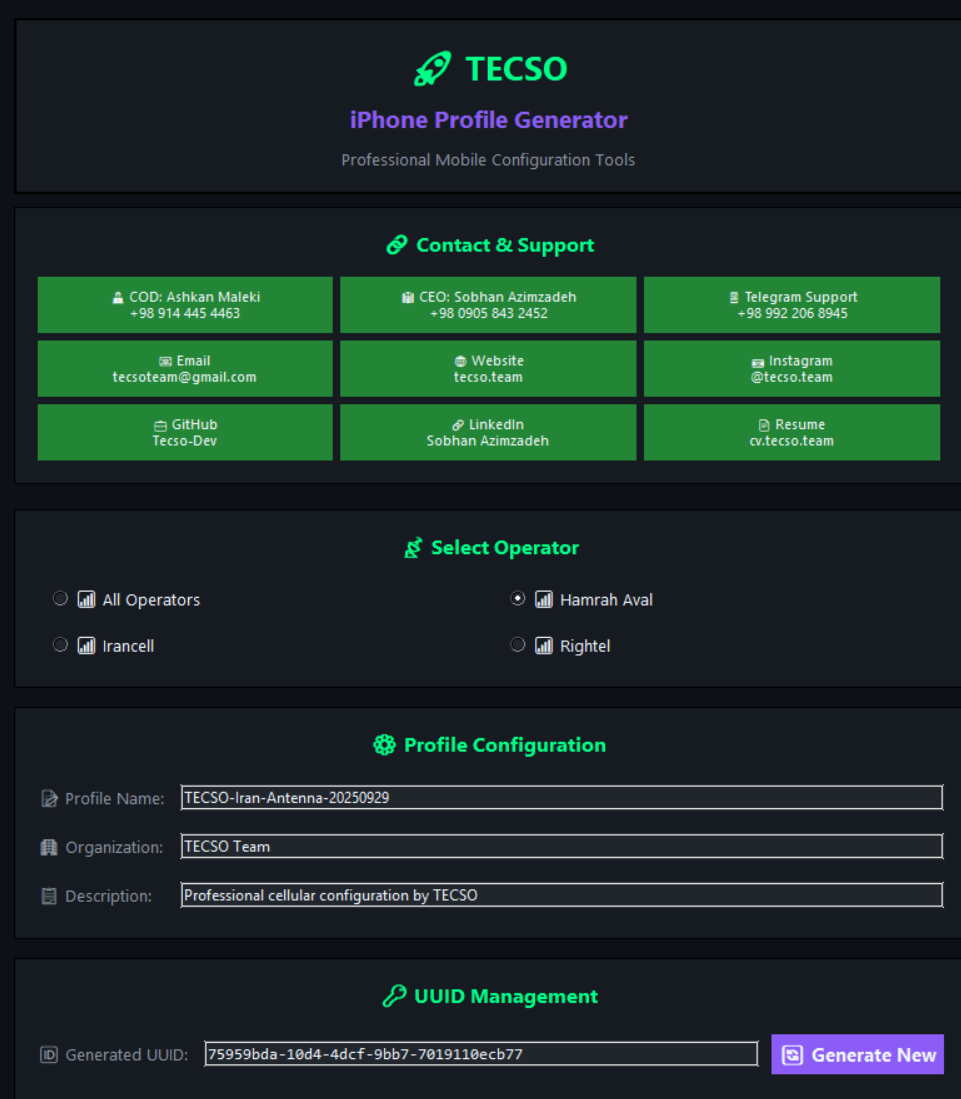 TECSO
iPhone Profile Generator
Professional Mobile Configuration Tools
Contact & Support
COD: Ashkan Maleki
+98 914 445 4463
CEO: Sobhan Azimzadeh
+98 0905 843 2452
Telegram Support
+98 992 206 8945
Email
tecsoteam@gmail.com
Website
tecso.team
Instagram
@tecso.team
GitHub
Tecso-Dev
LinkedIn
Sobhan Azimzadeh
Resume
cv.tecso.team
Select Operator
All Operators
Hamrah Aval
Irancell
Rightel
Profile Configuration
Profile Name: TECSO-Iran-Antenna-20250929
Organization: TECSO Team
Description: Professional cellular configuration by TECSO
UUID Management
Generated UUID: 75959bda-10d4-4dcf-9bb7-7019110ecb77 Generate New